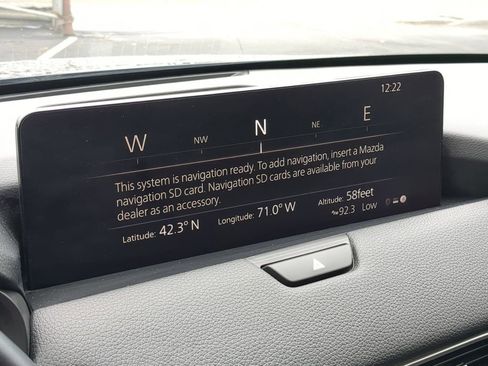 12:22
W NW N NE E
This system is navigation ready. To add navigation, insert a Mazda
navigation SD card. Navigation SD cards are available from your
dealer as an accessory.
Latitude: 42.3° N Longitude: 71.0° W Altitude: 58feet
92.3 Low